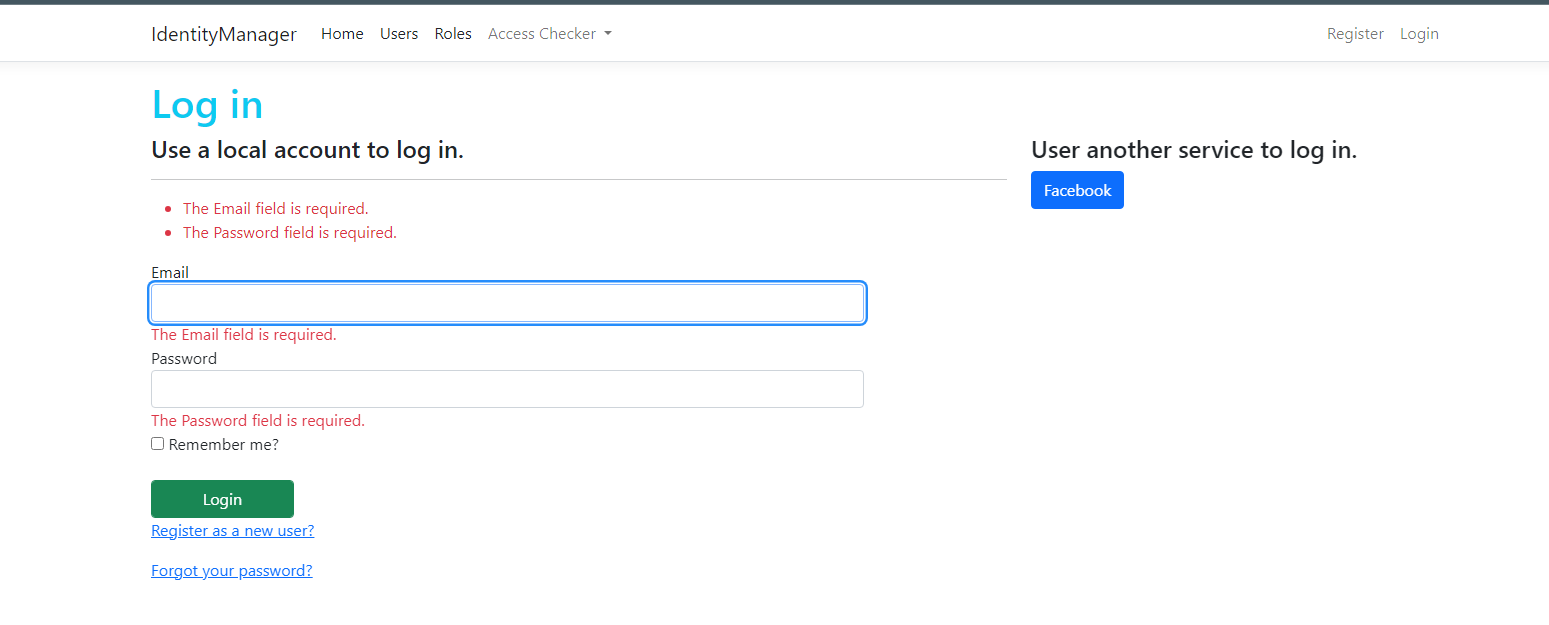 IdentityManager Home Users Roles Access Checker Register Login
Log in
Use a local account to log in.
The Email field is required.
The Password field is required.
Email
The Email field is required.
Password
The Password field is required.
Remember me?
Login
Register as a new user?
Forgot your password?
User another service to log in.
Facebook